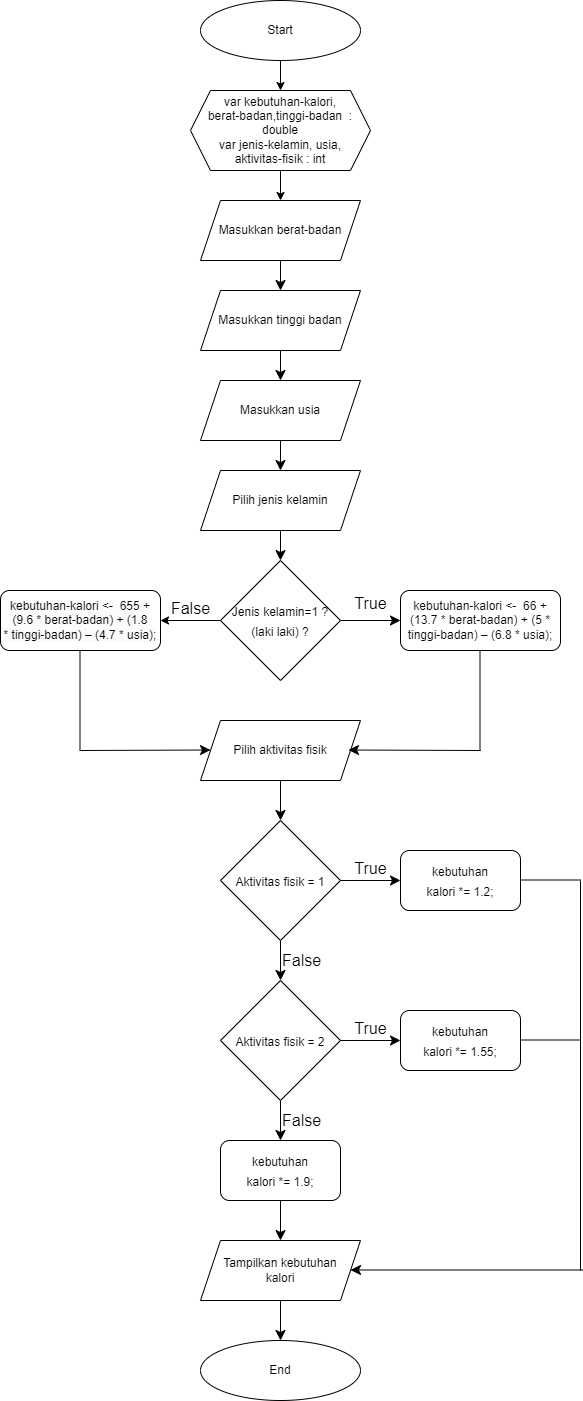 Start
var kebutuhan-kalori,
berat-badan,tinggi-badan :
double
var jenis-kelamin, usia,
aktivitas-fisik : int
Masukkan berat-badan
Masukkan tinggi badan
Masukkan usia
Pilih jenis kelamin
Jenis kelamin=1 ?
(laki laki) ?
False
True
kebutuhan-kalori <- 655 +
(9.6 * berat-badan) + (1.8
* tinggi-badan) – (4.7 * usia);
kebutuhan-kalori <- 66 +
(13.7 * berat-badan) + (5 *
tinggi-badan) – (6.8 * usia);
Pilih aktivitas fisik
Aktivitas fisik = 1
True
kebutuhan
kalori *= 1.2;
False
Aktivitas fisik = 2
True
kebutuhan
kalori *= 1.55;
False
kebutuhan
kalori *= 1.9;
Tampilkan kebutuhan
kalori
End